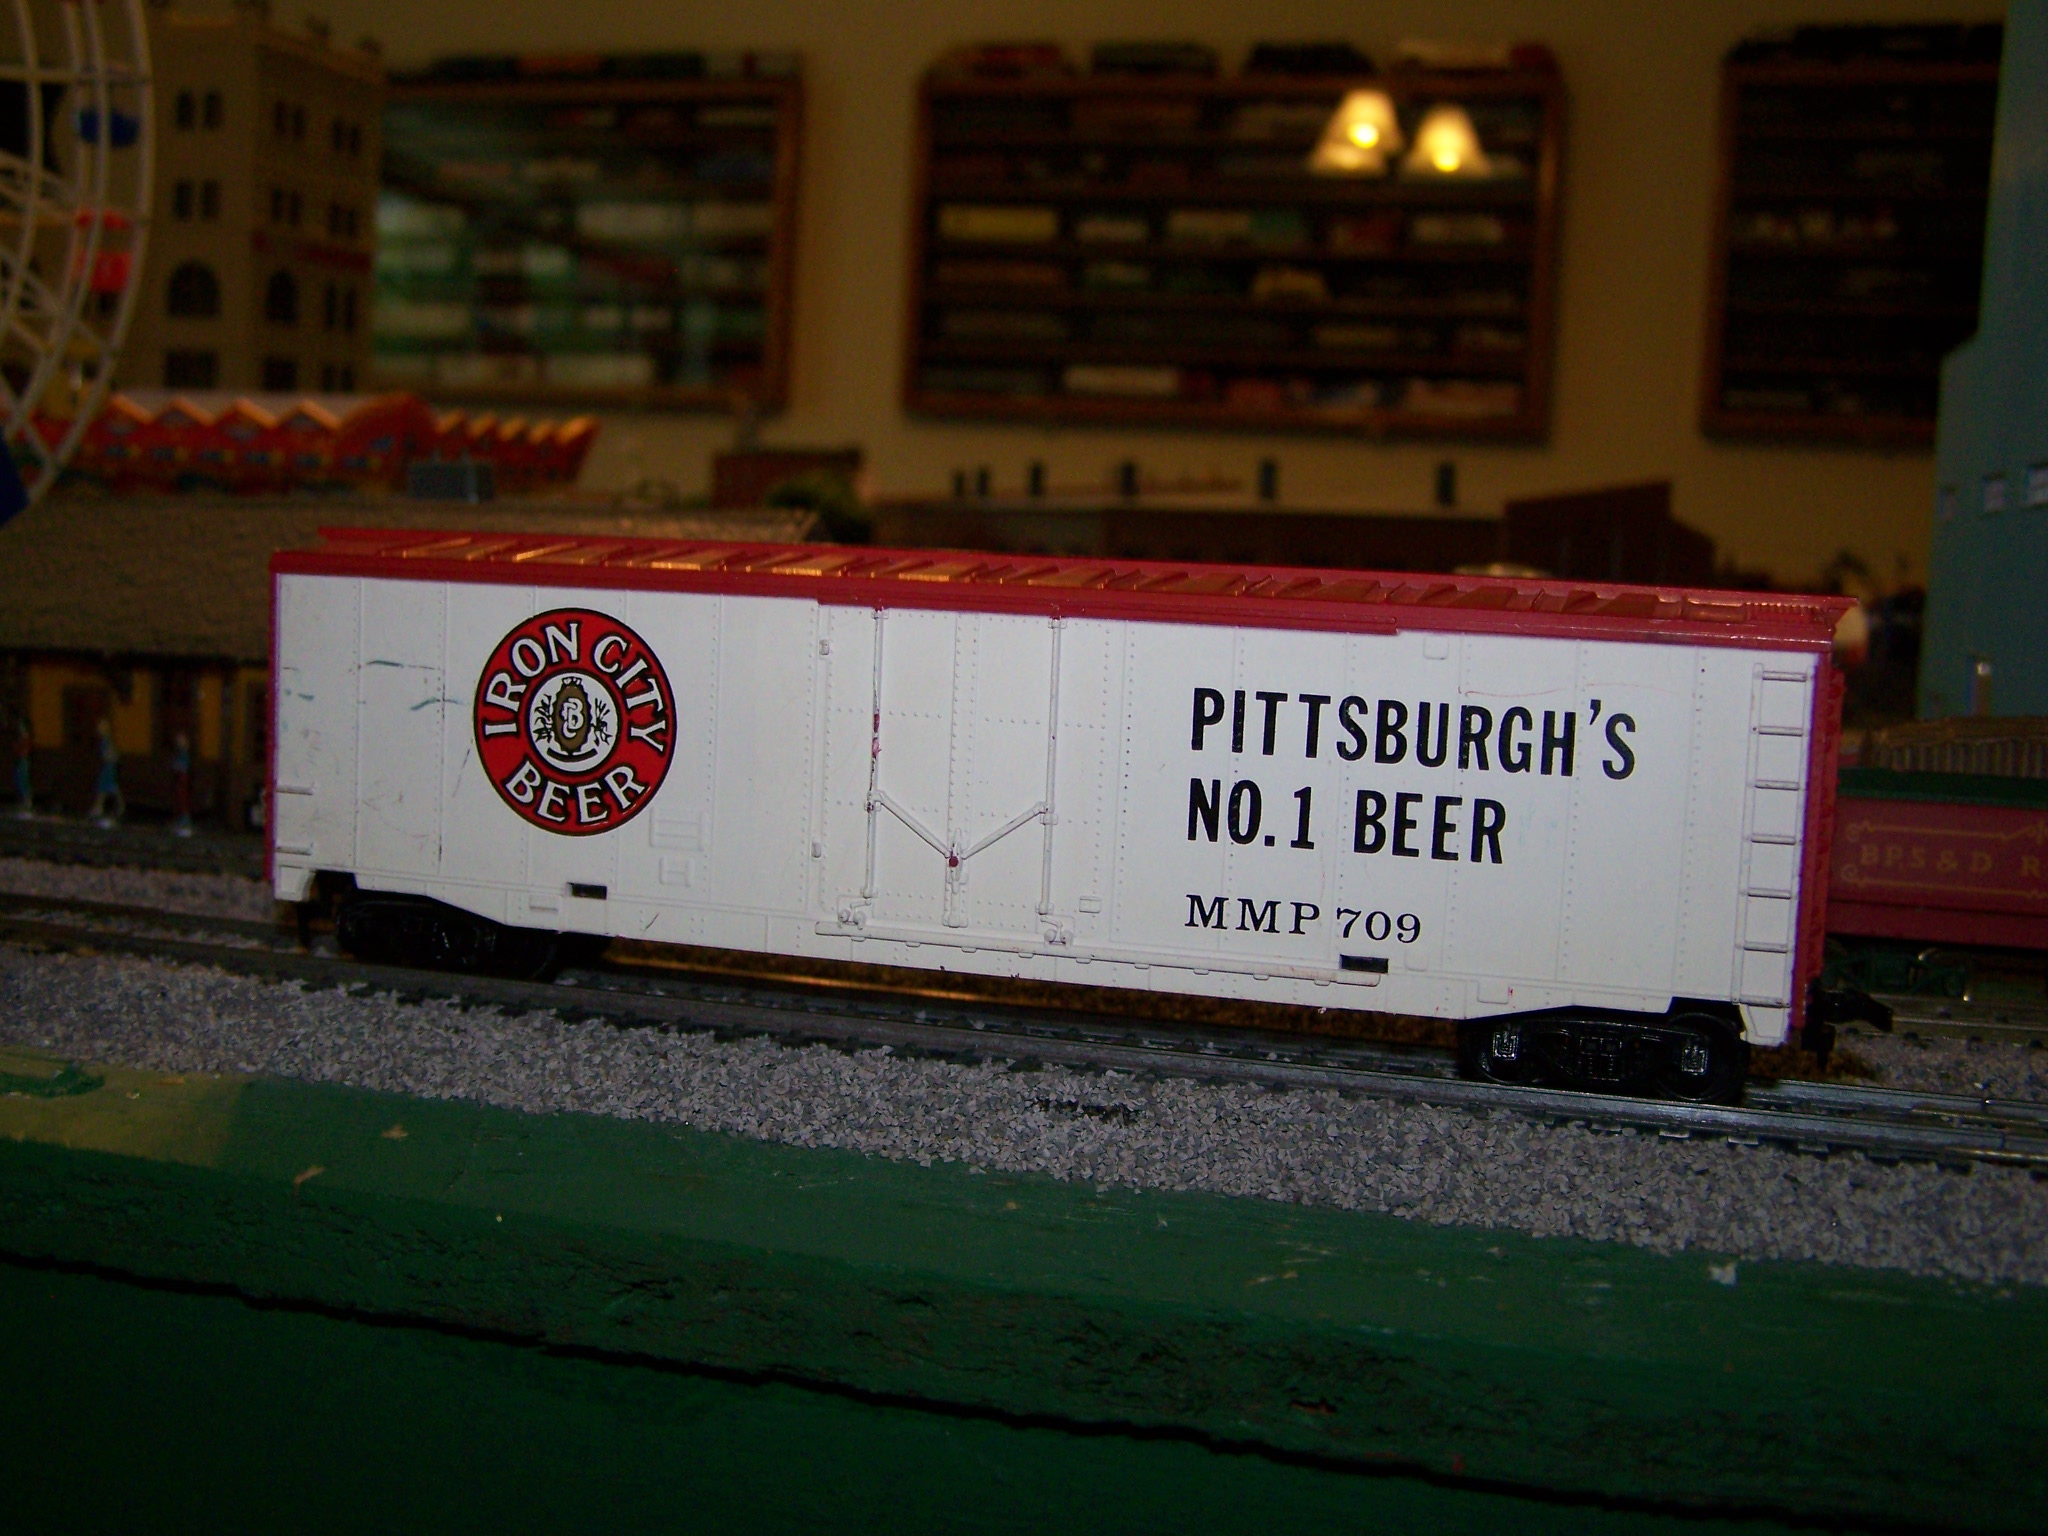 IRON CITY
BEER
PITTSBURGH'S
NO.1 BEER
MMP 709
B.P.S & D R